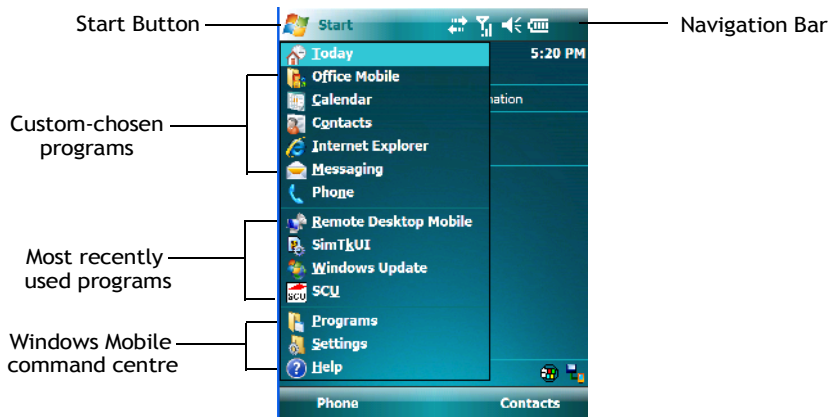 Start Button
Start
Navigation Bar
Today
5:20 PM
Office Mobile
Calendar
mation
Contacts
Internet Explorer
Messaging
Phone
Custom-chosen
programs
Remote Desktop Mobile
SimTkUI
Windows Update
SCU
SCU
Most recently
used programs
Programs
Settings
Help
Windows Mobile
command centre
Phone
Contacts